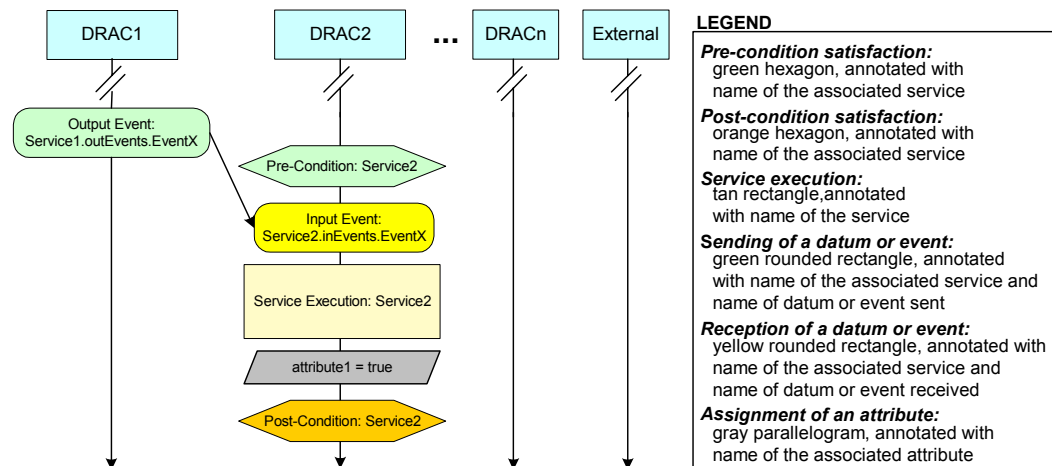 DRAC1
DRAC2
...
DRACn
External
Output Event:
Service1.outEvents.EventX
Pre-Condition: Service2
Input Event:
Service2.inEvents.EventX
Service Execution: Service2
attribute1 = true
Post-Condition: Service2
LEGEND
Pre-condition satisfaction:
green hexagon, annotated with
name of the associated service
Post-condition satisfaction:
orange hexagon, annotated with
name of the associated service
Service execution:
tan rectangle,annotated
with name of the service
Sending of a datum or event:
green rounded rectangle, annotated
with name of the associated service and
name of datum or event sent
Reception of a datum or event:
yellow rounded rectangle, annotated with
name of the associated service and
name of datum or event received
Assignment of an attribute:
gray parallelogram, annotated with
name of the associated attribute